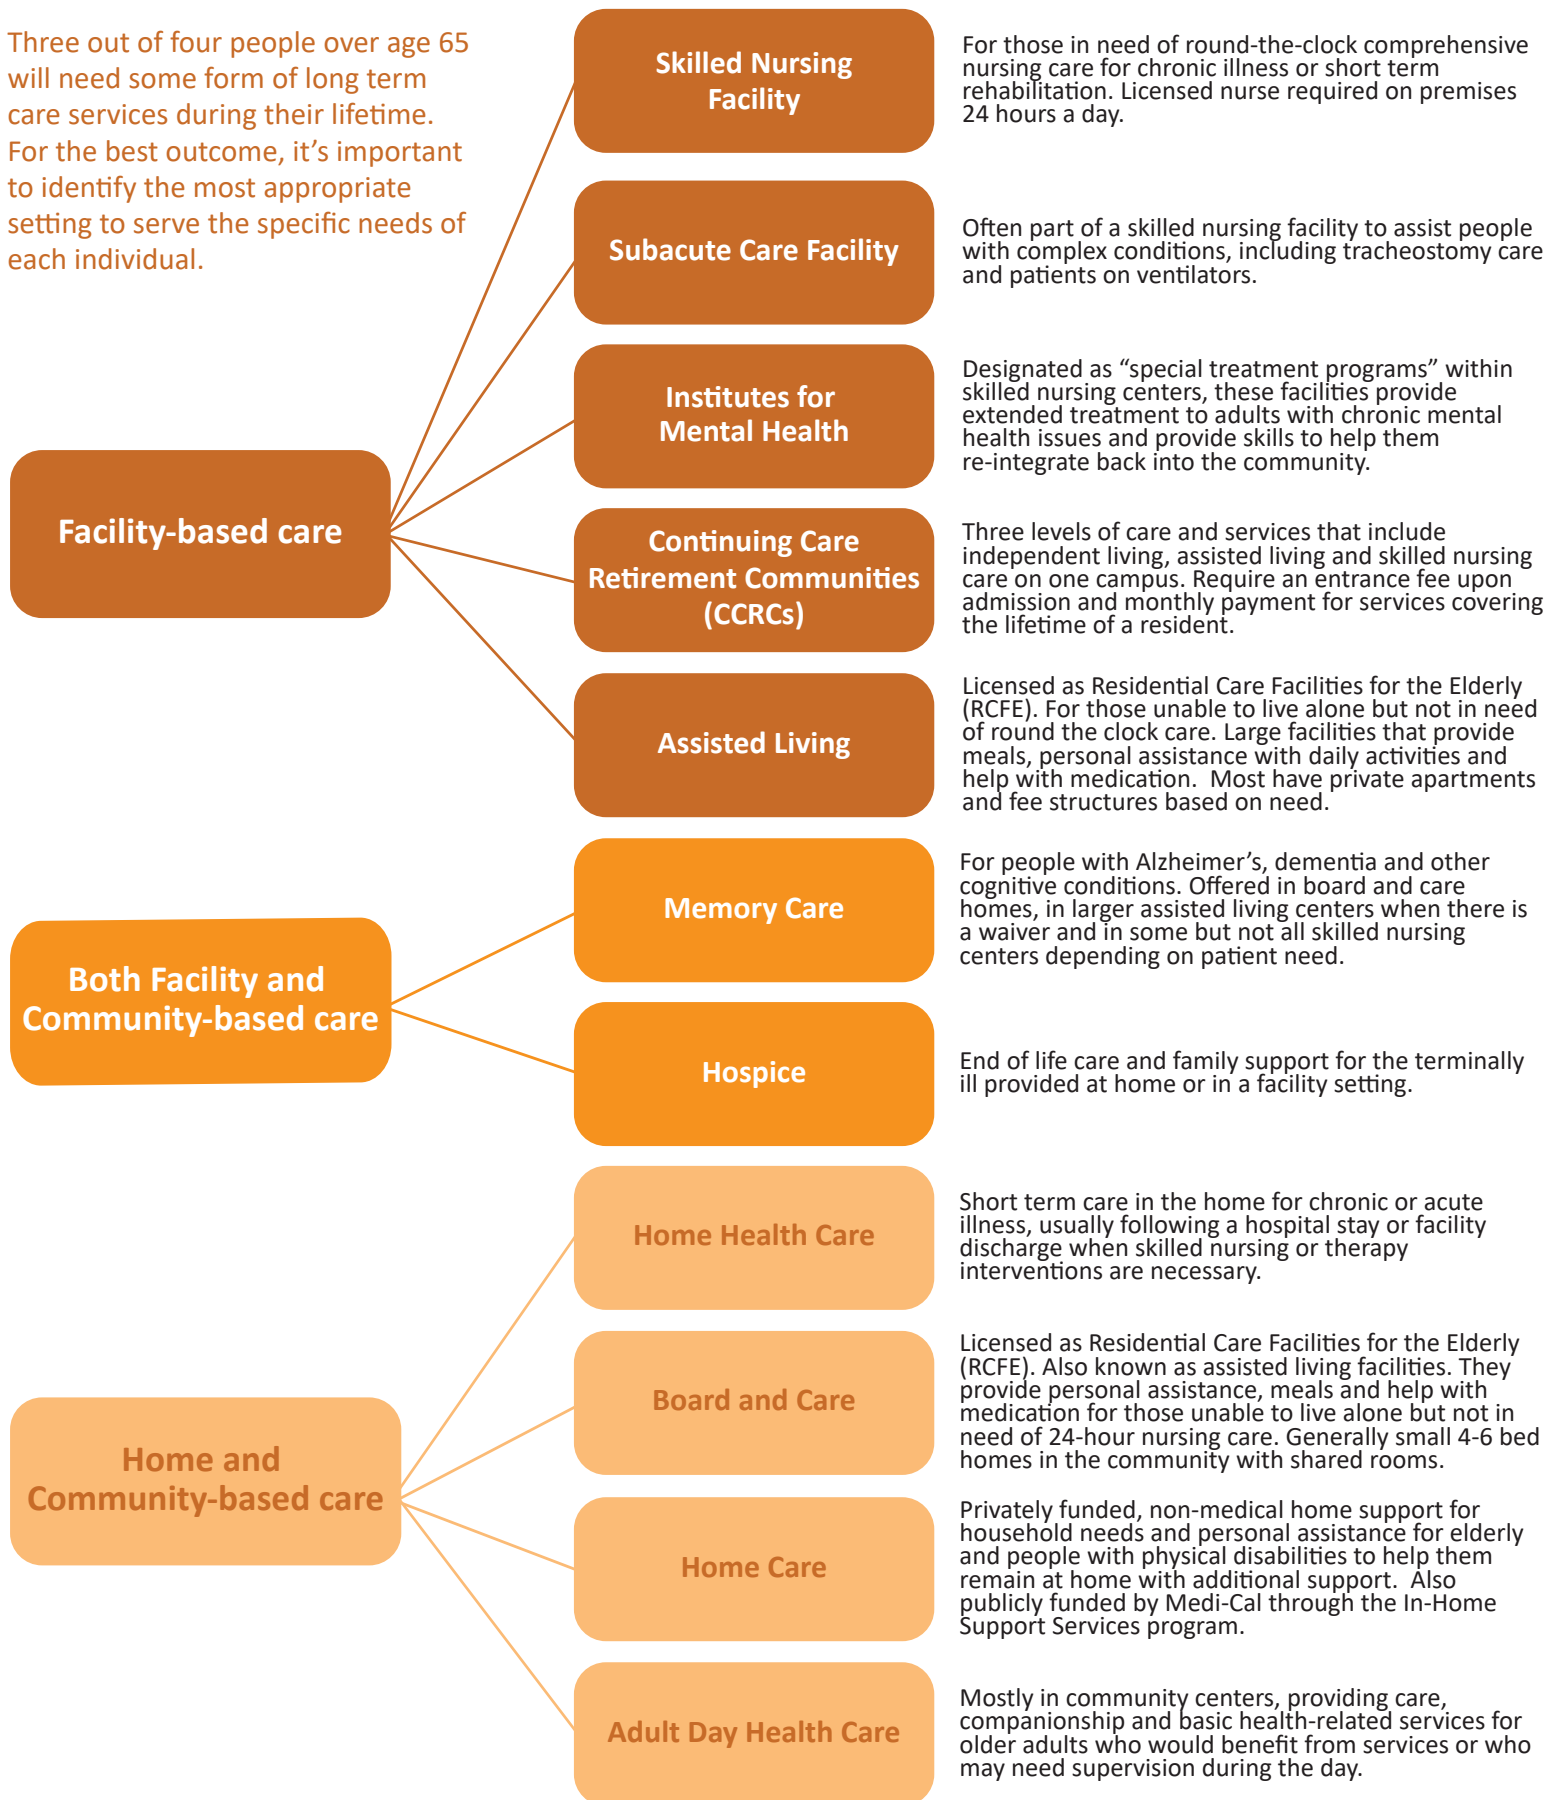 Three out of four people over age 65
will need some form of long term
care services during their lifetime.
For the best outcome, it's important
to identify the most appropriate
setting to serve the specific needs of
each individual.
Facility-based care
Skilled Nursing
Facility
For those in need of round-the-clock comprehensive
nursing care for chronic illness or short term
rehabilitation. Licensed nurse required on premises
24 hours a day.
Subacute Care Facility
Often part of a skilled nursing facility to assist people
with complex conditions, including tracheostomy care
and patients on ventilators.
Institutes for
Mental Health
Designated as “special treatment programs” within
skilled nursing centers, these facilities provide
extended treatment to adults with chronic mental
health issues and provide skills to help them
re-integrate back into the community.
Continuing Care
Retirement Communities
(CCRCs)
Three levels of care and services that include
independent living, assisted living and skilled nursing
care on one campus. Require an entrance fee upon
admission and monthly payment for services covering
the lifetime of a resident.
Assisted Living
Licensed as Residential Care Facilities for the Elderly
(RCFE). For those unable to live alone but not in need
of round the clock care. Large facilities that provide
meals, personal assistance with daily activities and
help with medication.  Most have private apartments
and fee structures based on need.
Both Facility and
Community-based care
Memory Care
For people with Alzheimer's, dementia and other
cognitive conditions. Offered in board and care
homes, in larger assisted living centers when there is
a waiver and in some but not all skilled nursing
centers depending on patient need.
Hospice
End of life care and family support for the terminally
ill provided at home or in a facility setting.
Home and
Community-based care
Home Health Care
Short term care in the home for chronic or acute
illness, usually following a hospital stay or facility
discharge when skilled nursing or therapy
interventions are necessary.
Board and Care
Licensed as Residential Care Facilities for the Elderly
(RCFE). Also known as assisted living facilities. They
provide personal assistance, meals and help with
medication for those unable to live alone but not in
need of 24-hour nursing care. Generally small 4-6 bed
homes in the community with shared rooms.
Home Care
Privately funded, non-medical home support for
household needs and personal assistance for elderly
and people with physical disabilities to help them
remain at home with additional support.  Also
publicly funded by Medi-Cal through the In-Home
Support Services program.
Adult Day Health Care
Mostly in community centers, providing care,
companionship and basic health-related services for
older adults who would benefit from services or who
may need supervision during the day.